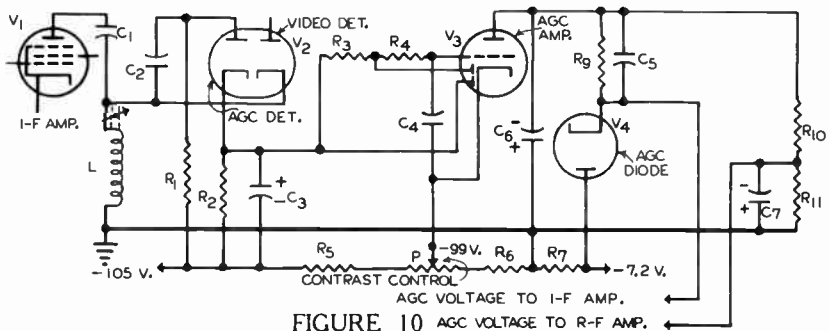 V1
C1
I-F AMP.
C2
L
R1
VIDEO DET.
V2
AGC DET.
R2
+
− C3
R3
R4
C4
V3
AGC
AMP.
C6
−
+
R9
C5
V4
AGC
DIODE
R10
R11
−
+
C7
−105 V.
R5
P
−99 V.
R6
R7
−7.2 V.
CONTRAST CONTROL
AGC VOLTAGE TO I-F AMP.
FIGURE 10 AGC VOLTAGE TO R-F AMP.